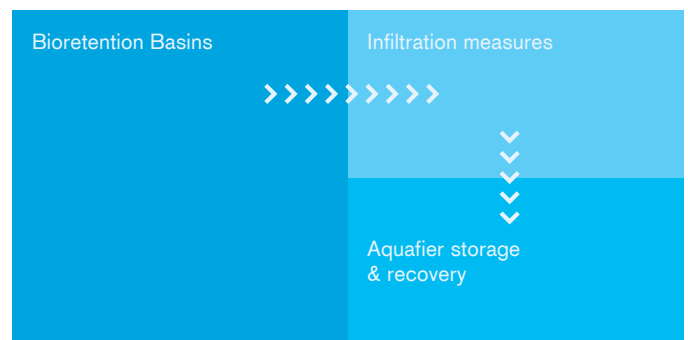 Bioretention Basins
Infiltration measures
Aquafier storage
& recovery